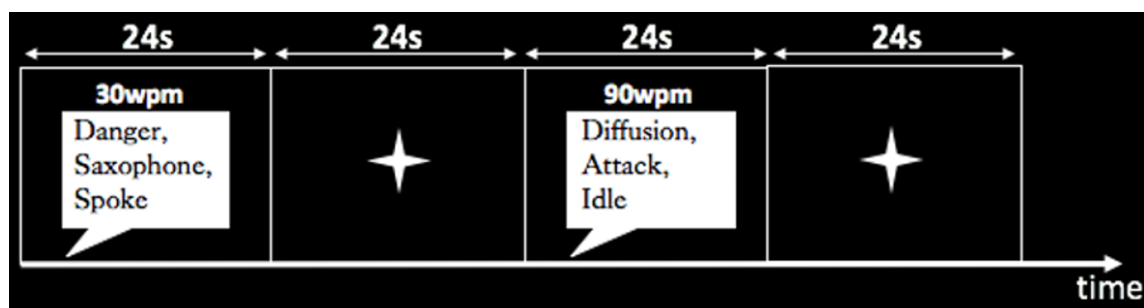 24s 24s 24s 24s
30wpm 90wpm
Danger,
Saxophone,
Spoke
Diffusion,
Attack,
Idle
time